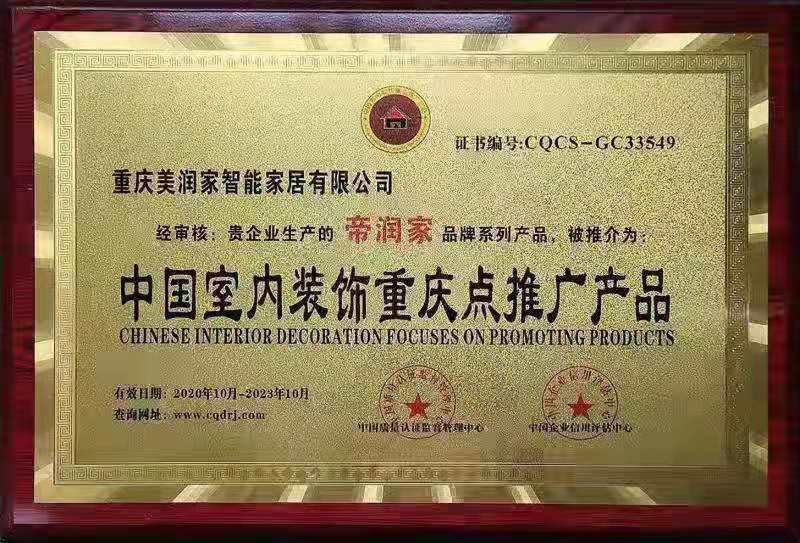 证书编号:CQCS-GC33549
重庆美润家智能家居有限公司
经审核：贵企业生产的 帝润家 品牌系列产品，被推介为：
中国室内装饰重庆点推广产品
CHINESE INTERIOR DECORATION FOCUSES ON PROMOTING PRODUCTS
有效日期：2020年10月-2023年10月
查询网址：www.cqdrj.com
中国质量认证监督管理中心
中国企业信用评估中心